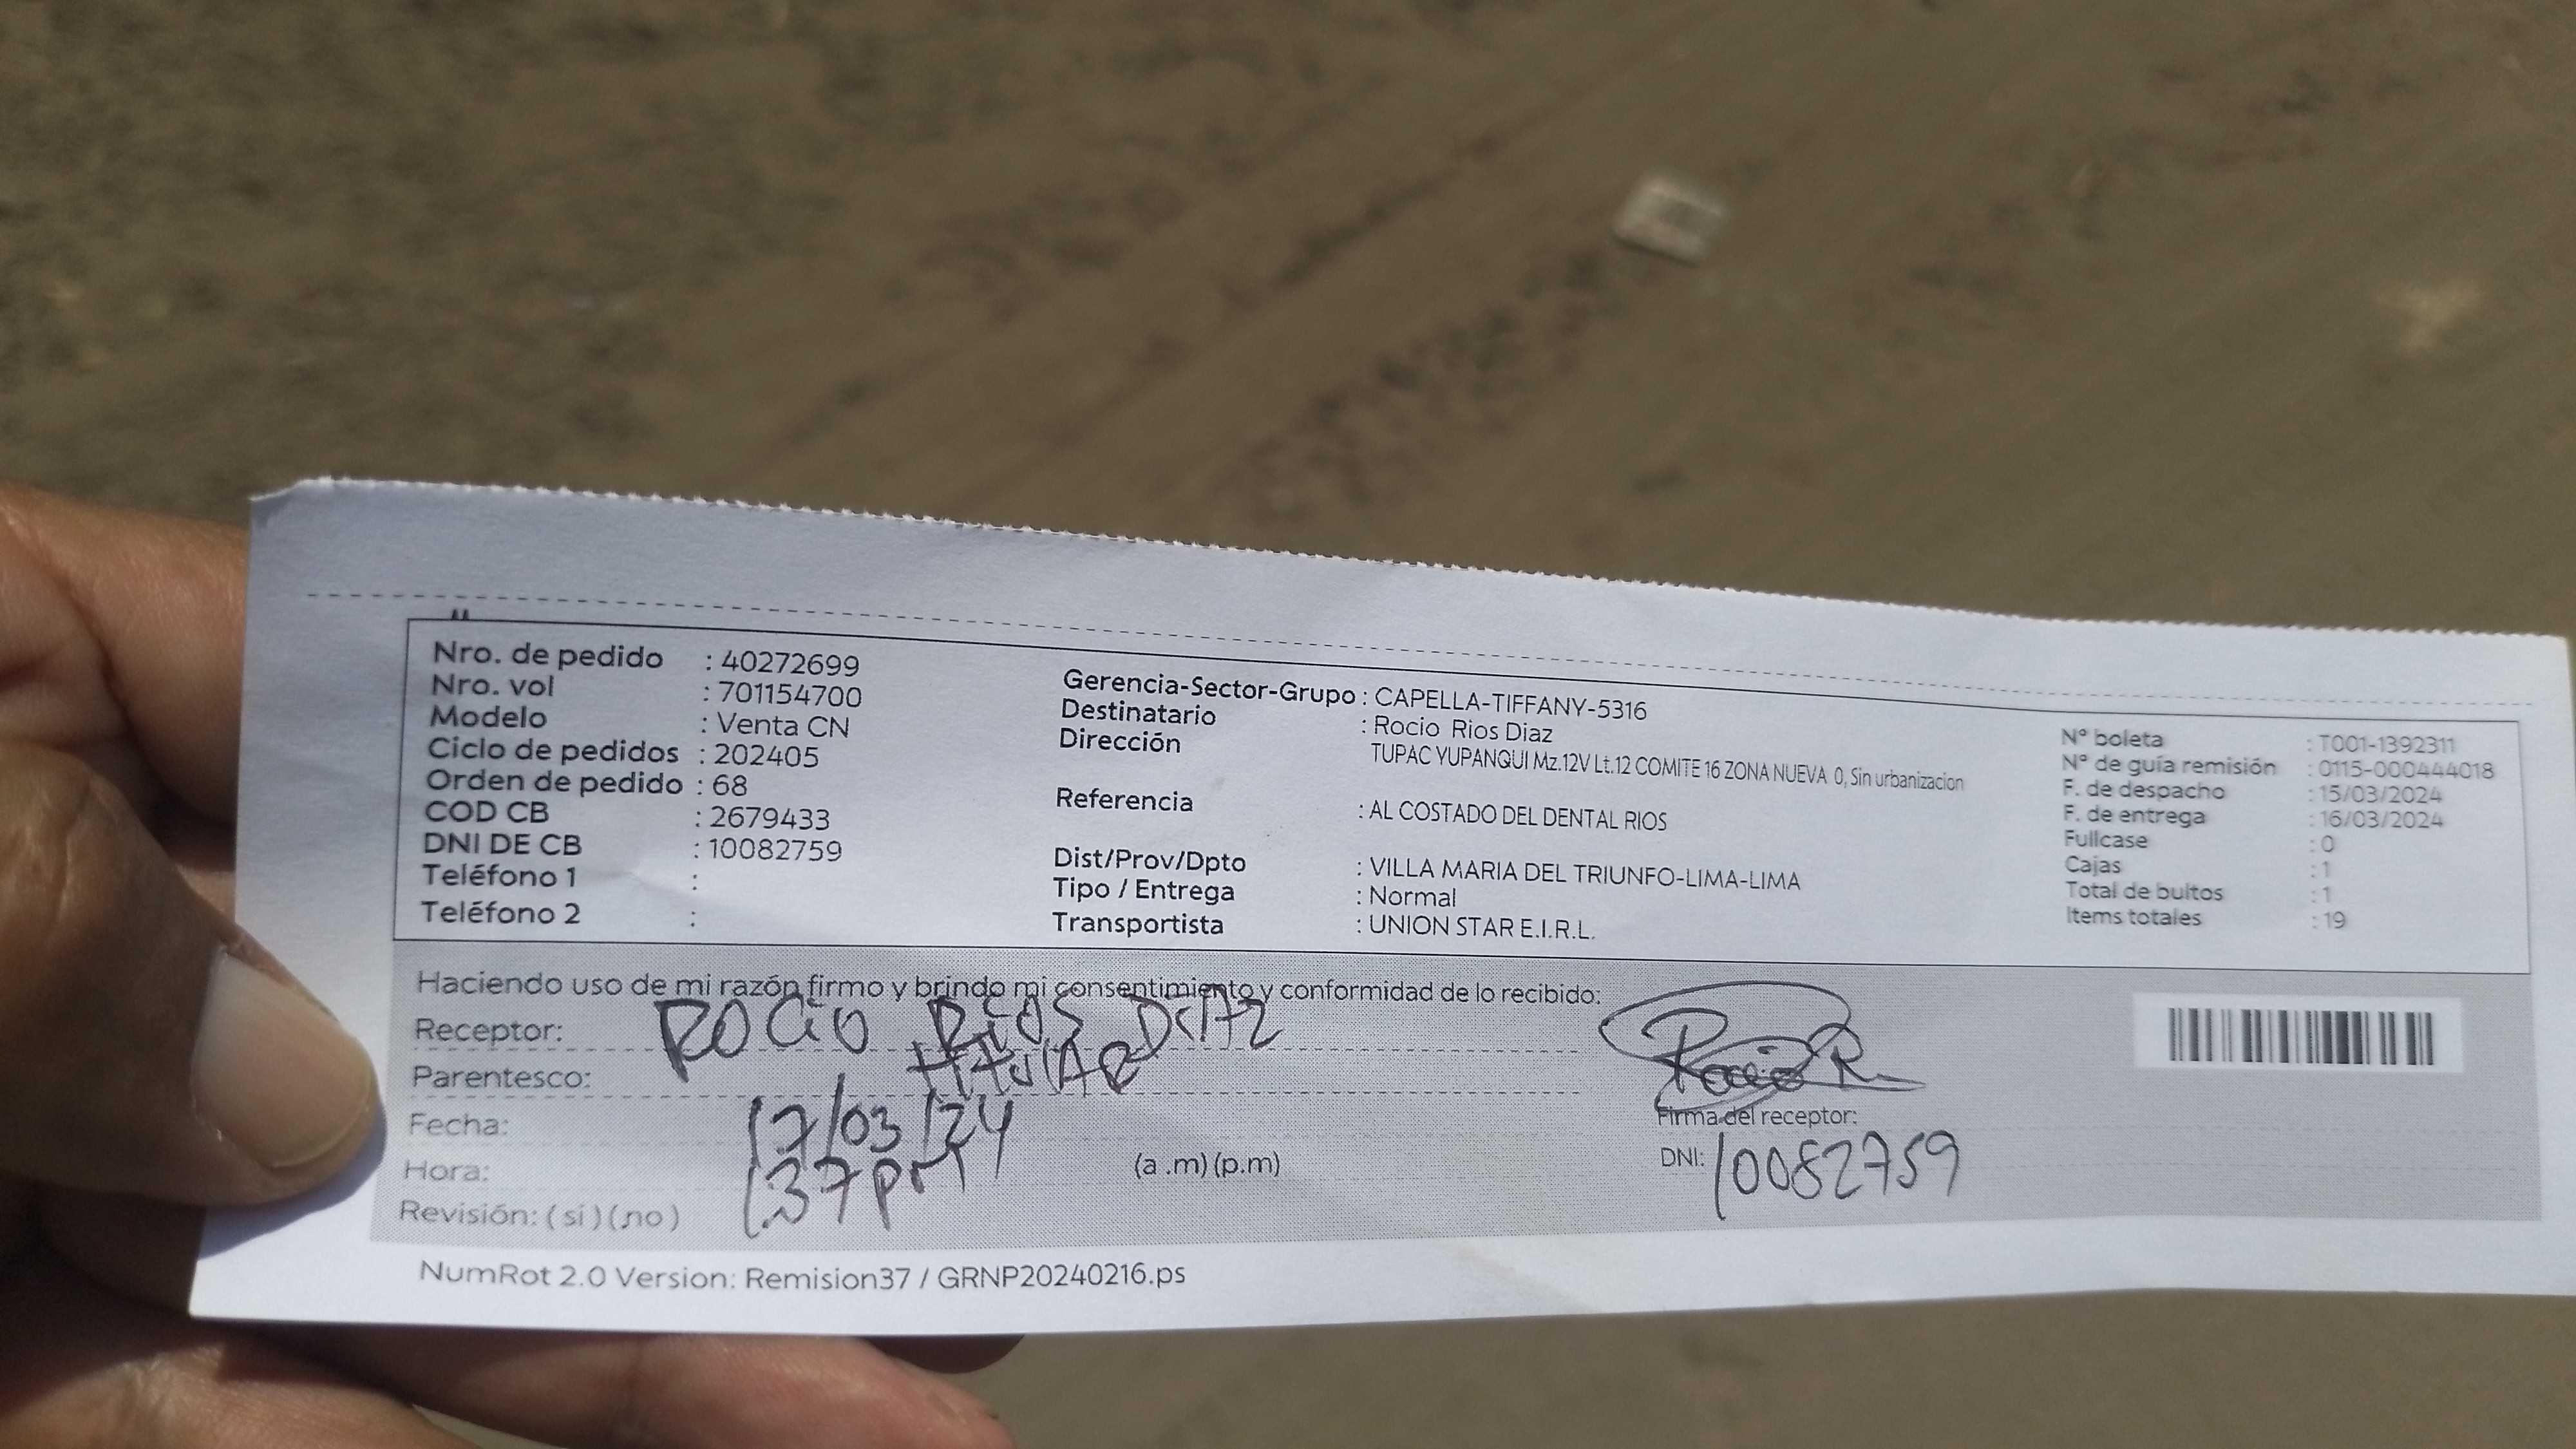 Nro. de pedido : 40272699
Nro. vol : 701154700
Modelo : Venta CN
Ciclo de pedidos : 202405
Orden de pedido : 68
COD CB : 2679433
DNI DE CB : 10082759
Teléfono 1 :
Teléfono 2 :
Gerencia-Sector-Grupo : CAPELLA-TIFFANY-5316
Destinatario : Rocio Rios Diaz
Dirección TUPAC YUPANQUI Mz.12V Lt.12 COMITE 16 ZONA NUEVA 0, Sin urbanizacion
Referencia : AL COSTADO DEL DENTAL RIOS
Dist/Prov/Dpto : VILLA MARIA DEL TRIUNFO-LIMA-LIMA
Tipo / Entrega : Normal
Transportista : UNION STAR E.I.R.L.
N° boleta : T001-1392311
N° de guía remisión : 0115-000444018
F. de despacho : 15/03/2024
F. de entrega : 16/03/2024
Fullcase : 0
Cajas : 1
Total de bultos : 1
Items totales : 19
Haciendo uso de mi razón firmo y brindo mi consentimiento y conformidad de lo recibido:
Receptor: ROCIO RIOS DIAZ
Parentesco:
Fecha: 17/03/24
Hora: 1.37 pm (a .m) (p.m)
Revisión: ( si ) ( no )
Rocio R
Firma del receptor:
DNI: 10082759
NumRot 2.0 Version: Remision37 / GRNP20240216.ps